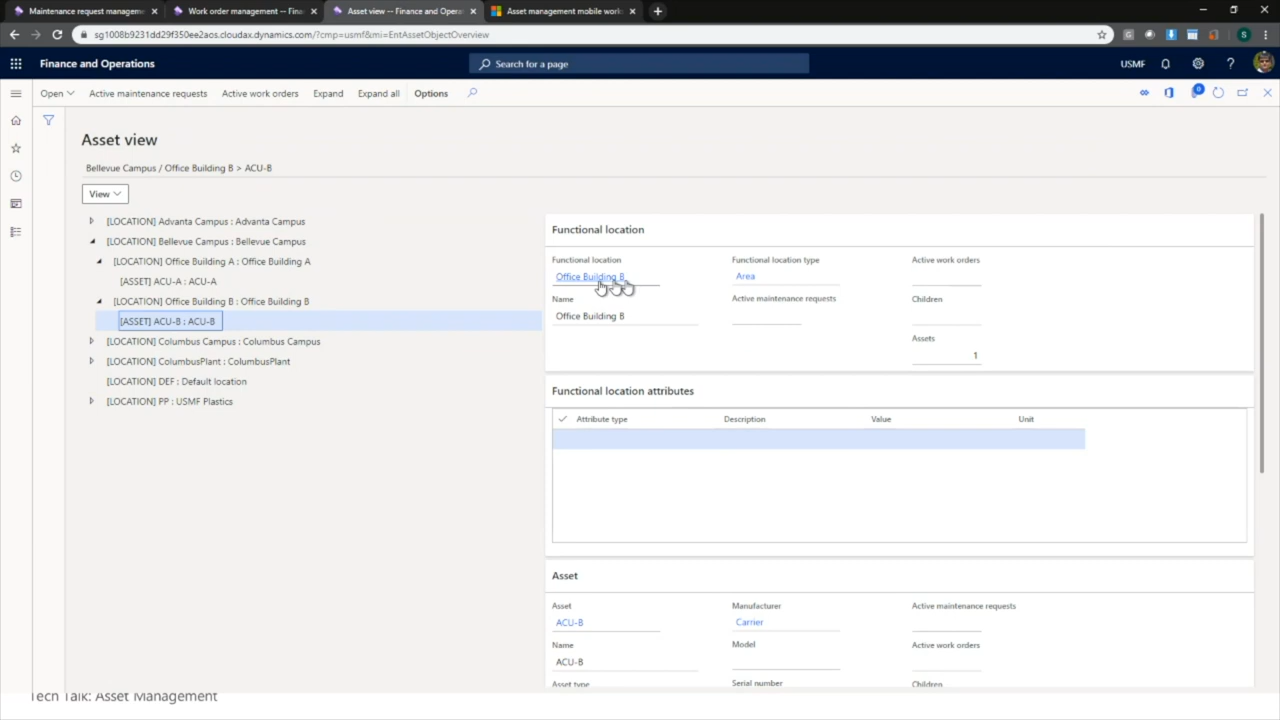 Maintenance request managem
Work order management -- Fina
Asset view -- Finance and Operat
Asset management mobile works
sg1008b9231dd29f350ee2aos.cloudax.dynamics.com/?cmp=usmf&mi=EntAssetObjectOverview
Finance and Operations
Search for a page
USMF
Open
Active maintenance requests
Active work orders
Expand
Expand all
Options
0
Asset view
Bellevue Campus / Office Building B > ACU-B
View
[LOCATION] Advanta Campus : Advanta Campus
[LOCATION] Bellevue Campus : Bellevue Campus
[LOCATION] Office Building A : Office Building A
[ASSET] ACU-A : ACU-A
[LOCATION] Office Building B : Office Building B
[ASSET] ACU-B : ACU-B
[LOCATION] Columbus Campus : Columbus Campus
[LOCATION] ColumbusPlant : ColumbusPlant
[LOCATION] DEF : Default location
[LOCATION] PP : USMF Plastics
Functional location
Functional location
Office Building B
Name
Office Building B
Functional location type
Area
Active maintenance requests
Active work orders
Children
Assets
1
Functional location attributes
Attribute type Description Value Unit
Asset
Asset
ACU-B
Name
ACU-B
Asset type
Manufacturer
Carrier
Model
Serial number
Active maintenance requests
Active work orders
Children
Tech Talk: Asset Management